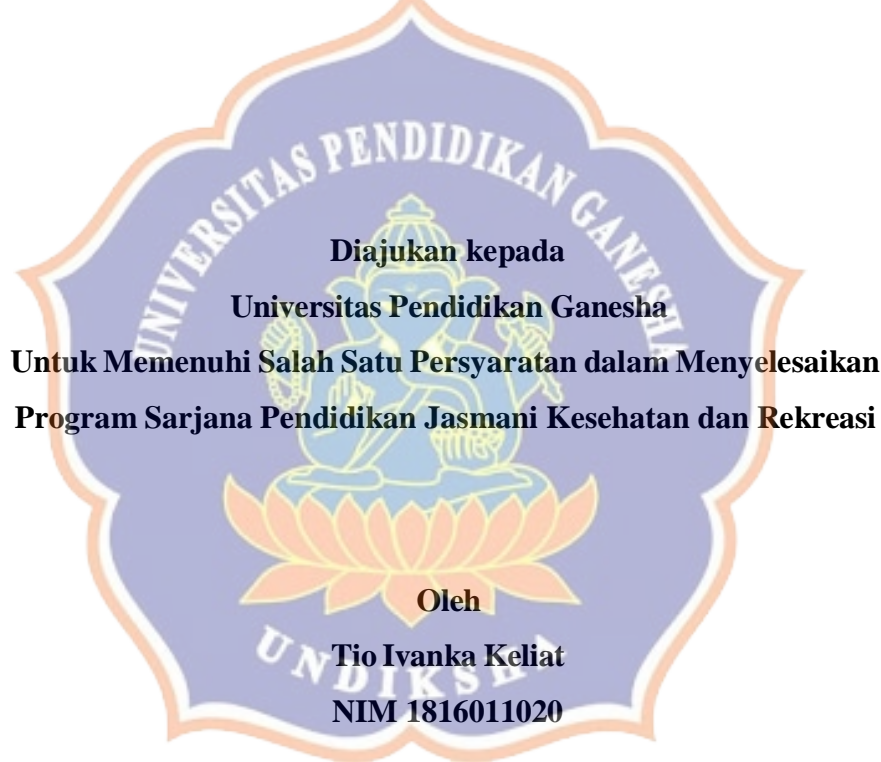 UNIVERSITAS PENDIDIKAN GANESHA
Diajukan kepada
Universitas Pendidikan Ganesha
Untuk Memenuhi Salah Satu Persyaratan dalam Menyelesaikan
Program Sarjana Pendidikan Jasmani Kesehatan dan Rekreasi
Oleh
Tio Ivanka Keliat
NIM 1816011020
UNDIKSHA